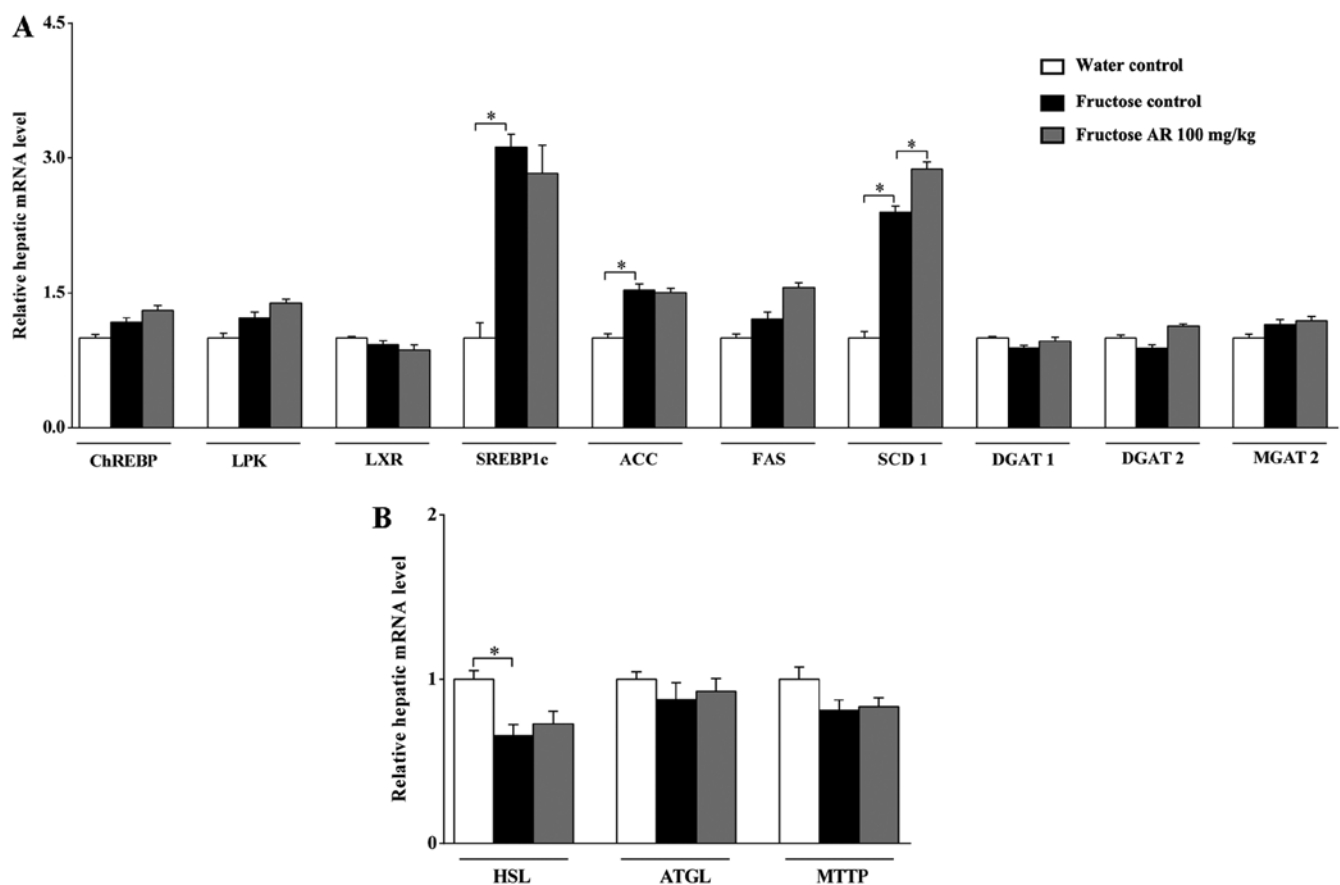 A
4.5
3.0
1.5
0.0
Relative hepatic mRNA level
Water control
Fructose control
Fructose AR 100 mg/kg
*
*
*
*
ChREBP LPK LXR SREBP1c ACC FAS SCD 1 DGAT 1 DGAT 2 MGAT 2
B
2
1
0
Relative hepatic mRNA level
*
HSL ATGL MTTP